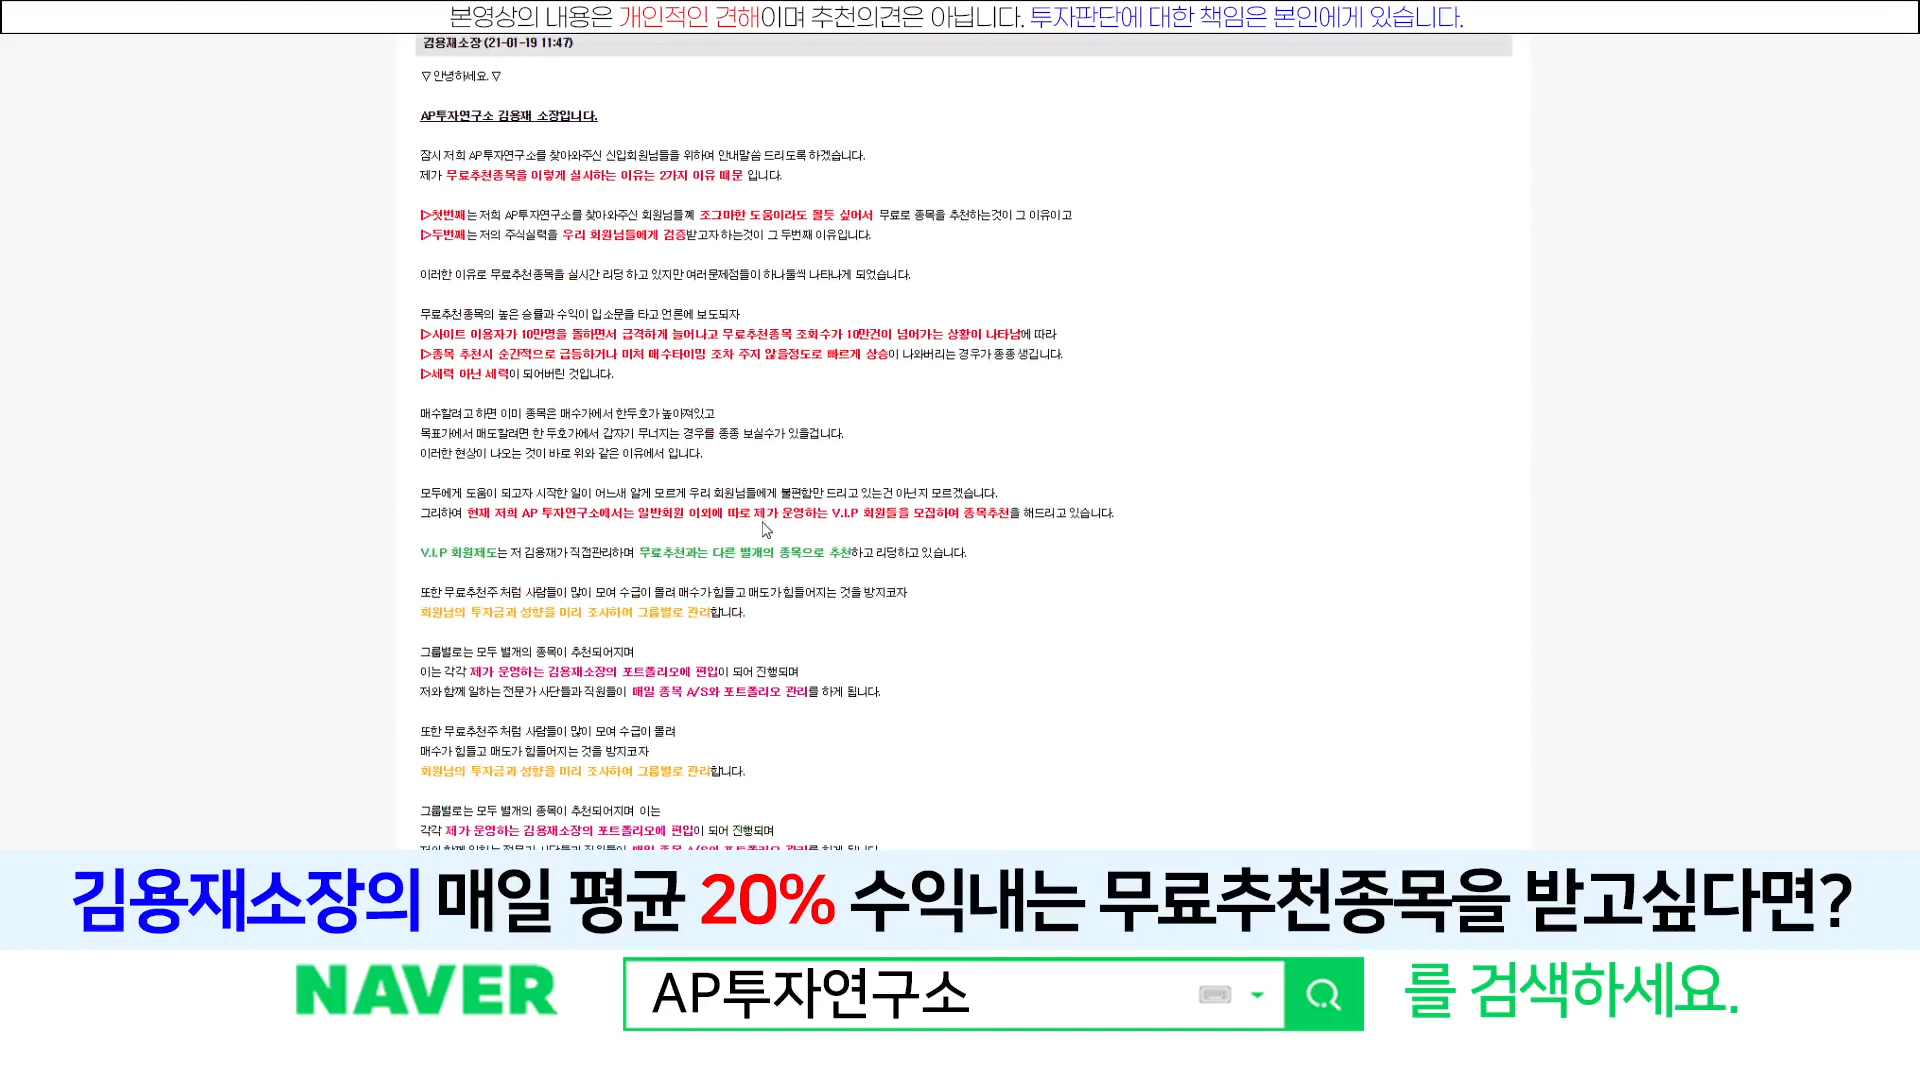 본영상의 내용은 개인적인 견해이며 추천의견은 아닙니다. 투자판단에 대한 책임은 본인에게 있습니다.
김용재소장 (21-01-19 11:47)
▽ 안녕하세요. ▽
AP투자연구소 김용재 소장입니다.
잠시 저희 AP투자연구소를 찾아와주신 신입회원님들을 위하여 안내말씀 드리도록 하겠습니다.
제가 무료추천종목을 이렇게 실시하는 이유는 2가지 이유 때문 입니다.
▷첫번째는 저희 AP투자연구소를 찾아와주신 회원님들께 조그마한 도움이라도 될듯 싶어서 무료로 종목을 추천하는것이 그 이유이고
▷두번째는 저의 주식실력을 우리 회원님들에게 검증받고자 하는것이 그 두번째 이유입니다.
이러한 이유로 무료추천종목을 실시간 리딩 하고 있지만 여러문제점들이 하나둘씩 나타나게 되었습니다.
무료추천종목의 높은 승률과 수익이 입소문을 타고 언론에 보도되자
▷사이트 이용자가 10만명을 돌하면서 급격하게 늘어나고 무료추천종목 조회수가 10만건이 넘어가는 상황이 나타남에 따라
▷종목 추천시 순간적으로 급등하거나 미처 매수타이밍 조차 주지 않을정도로 빠르게 상승이 나와버리는 경우가 종종 생깁니다.
▷세력 아닌 세력이 되어버린 것입니다.
매수할려고 하면 이미 종목은 매수가에서 한두호가 높아져있고
목표가에서 매도할려면 한 두호가에서 갑자기 무너지는 경우를 종종 보실수가 있을겁니다.
이러한 현상이 나오는 것이 바로 위와 같은 이유에서 입니다.
모두에게 도움이 되고자 시작한 일이 어느새 알게 모르게 우리 회원님들에게 불편함만 드리고 있는건 아닌지 모르겠습니다.
그리하여 현재 저희 AP 투자연구소에서는 일반회원 이외에 따로 제가 운영하는 V.I.P 회원들을 모집하여 종목추천을 해드리고 있습니다.
V.I.P 회원제도는 저 김용재가 직접관리하며 무료추천과는 다른 별개의 종목으로 추천하고 리딩하고 있습니다.
또한 무료추천주 처럼 사람들이 많이 모여 수급이 몰려 매수가 힘들고 매도가 힘들어지는 것을 방지코자
회원님의 투자금과 성향을 미리 조사하여 그룹별로 관리합니다.
그룹별로는 모두 별개의 종목이 추천되어지며
이는 각각 제가 운영하는 김용재소장의 포트폴리오에 편입이 되어 진행되며
저와 함께 일하는 전문가 사단들과 직원들이 매일 종목 A/S와 포트폴리오 관리를 하게 됩니다.
또한 무료추천주 처럼 사람들이 많이 모여 수급이 몰려
매수가 힘들고 매도가 힘들어지는 것을 방지코자
회원님의 투자금과 성향을 미리 조사하여 그룹별로 관리합니다.
그룹별로는 모두 별개의 종목이 추천되어지며 이는
각각 제가 운영하는 김용재소장의 포트폴리오에 편입이 되어 진행되며
김용재소장의 매일 평균 20% 수익내는 무료추천종목을 받고싶다면?
NAVER AP투자연구소 를 검색하세요.